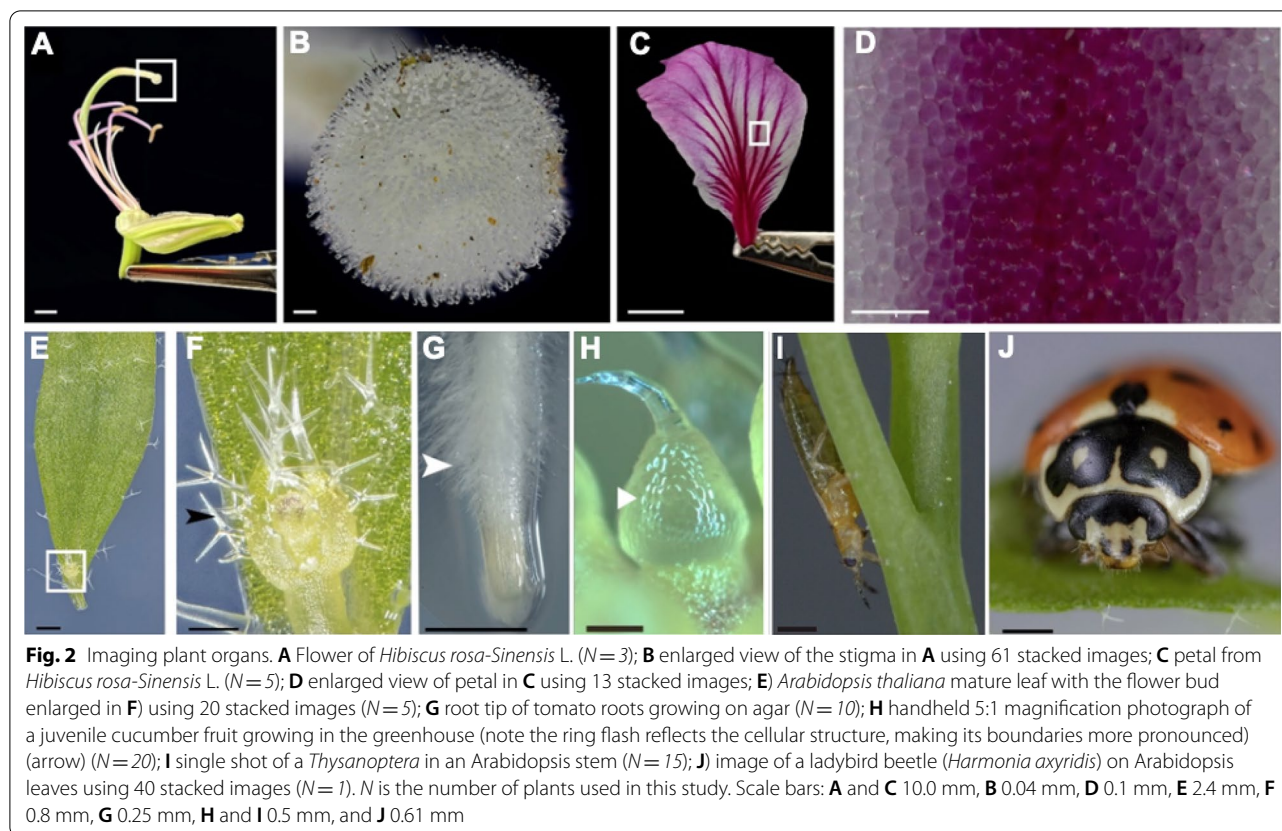 A
B
C
D
E
F
G
H
I
J
Fig. 2 Imaging plant organs. A Flower of Hibiscus rosa-Sinensis L. (N = 3); B enlarged view of the stigma in A using 61 stacked images; C petal from
Hibiscus rosa-Sinensis L. (N = 5); D enlarged view of petal in C using 13 stacked images; E) Arabidopsis thaliana mature leaf with the flower bud
enlarged in F) using 20 stacked images (N = 5); G root tip of tomato roots growing on agar (N = 10); H handheld 5:1 magnification photograph of
a juvenile cucumber fruit growing in the greenhouse (note the ring flash reflects the cellular structure, making its boundaries more pronounced)
(arrow) (N = 20); I single shot of a Thysanoptera in an Arabidopsis stem (N = 15); J) image of a ladybird beetle (Harmonia axyridis) on Arabidopsis
leaves using 40 stacked images (N = 1). N is the number of plants used in this study. Scale bars: A and C 10.0 mm, B 0.04 mm, D 0.1 mm, E 2.4 mm, F
0.8 mm, G 0.25 mm, H and I 0.5 mm, and J 0.61 mm